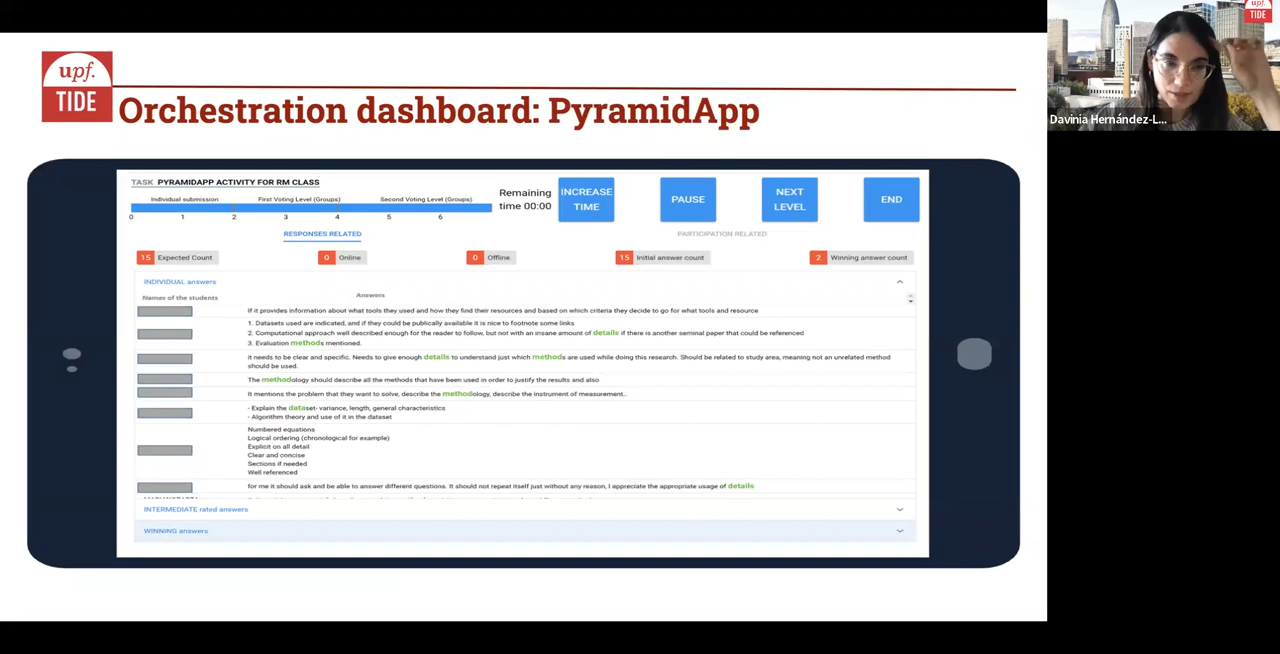 upf.
TIDE
Orchestration dashboard: PyramidApp
upf.
TIDE
Davinia Hernández-L...
TASK PYRAMIDAPP ACTIVITY FOR RM CLASS
Individual submission First Voting Level (Groups) Second Voting Level (Groups)
0 1 2 3 4 5 6
Remaining
time 00:00
INCREASE
TIME
PAUSE
NEXT
LEVEL
END
RESPONSES RELATED PARTICIPATION RELATED
15 Expected Count 0 Online 0 Offline 15 Initial answer count 2 Winning answer count
INDIVIDUAL answers
Names of the students Answers
If it provides information about what tools they used and how they find their resources and based on which criteria they decide to go for what tools and resource
1. Datasets used are indicated, and if they could be publically available it is nice to footnote some links
2. Computational approach well described enough for the reader to follow, but not with an insane amount of details if there is another seminal paper that could be referenced
3. Evaluation methods mentioned.
it needs to be clear and specific. Needs to give enough details to understand just which methods are used while doing this research. Should be related to study area, meaning not an unrelated method
should be used.
The methodology should describe all the methods that have been used in order to justify the results and also
It mentions the problem that they want to solve, describe the methodology, describe the instrument of measurement..
- Explain the dataset- variance, length, general characteristics
- Algorithm theory and use of it in the dataset
Numbered equations
Logical ordering (chronological for example)
Explicit on all detail
Clear and concise
Sections if needed
Well referenced
for me it should ask and be able to answer different questions. It should not repeat itself just without any reason, I appreciate the appropriate usage of details
INTERMEDIATE rated answers
WINNING answers